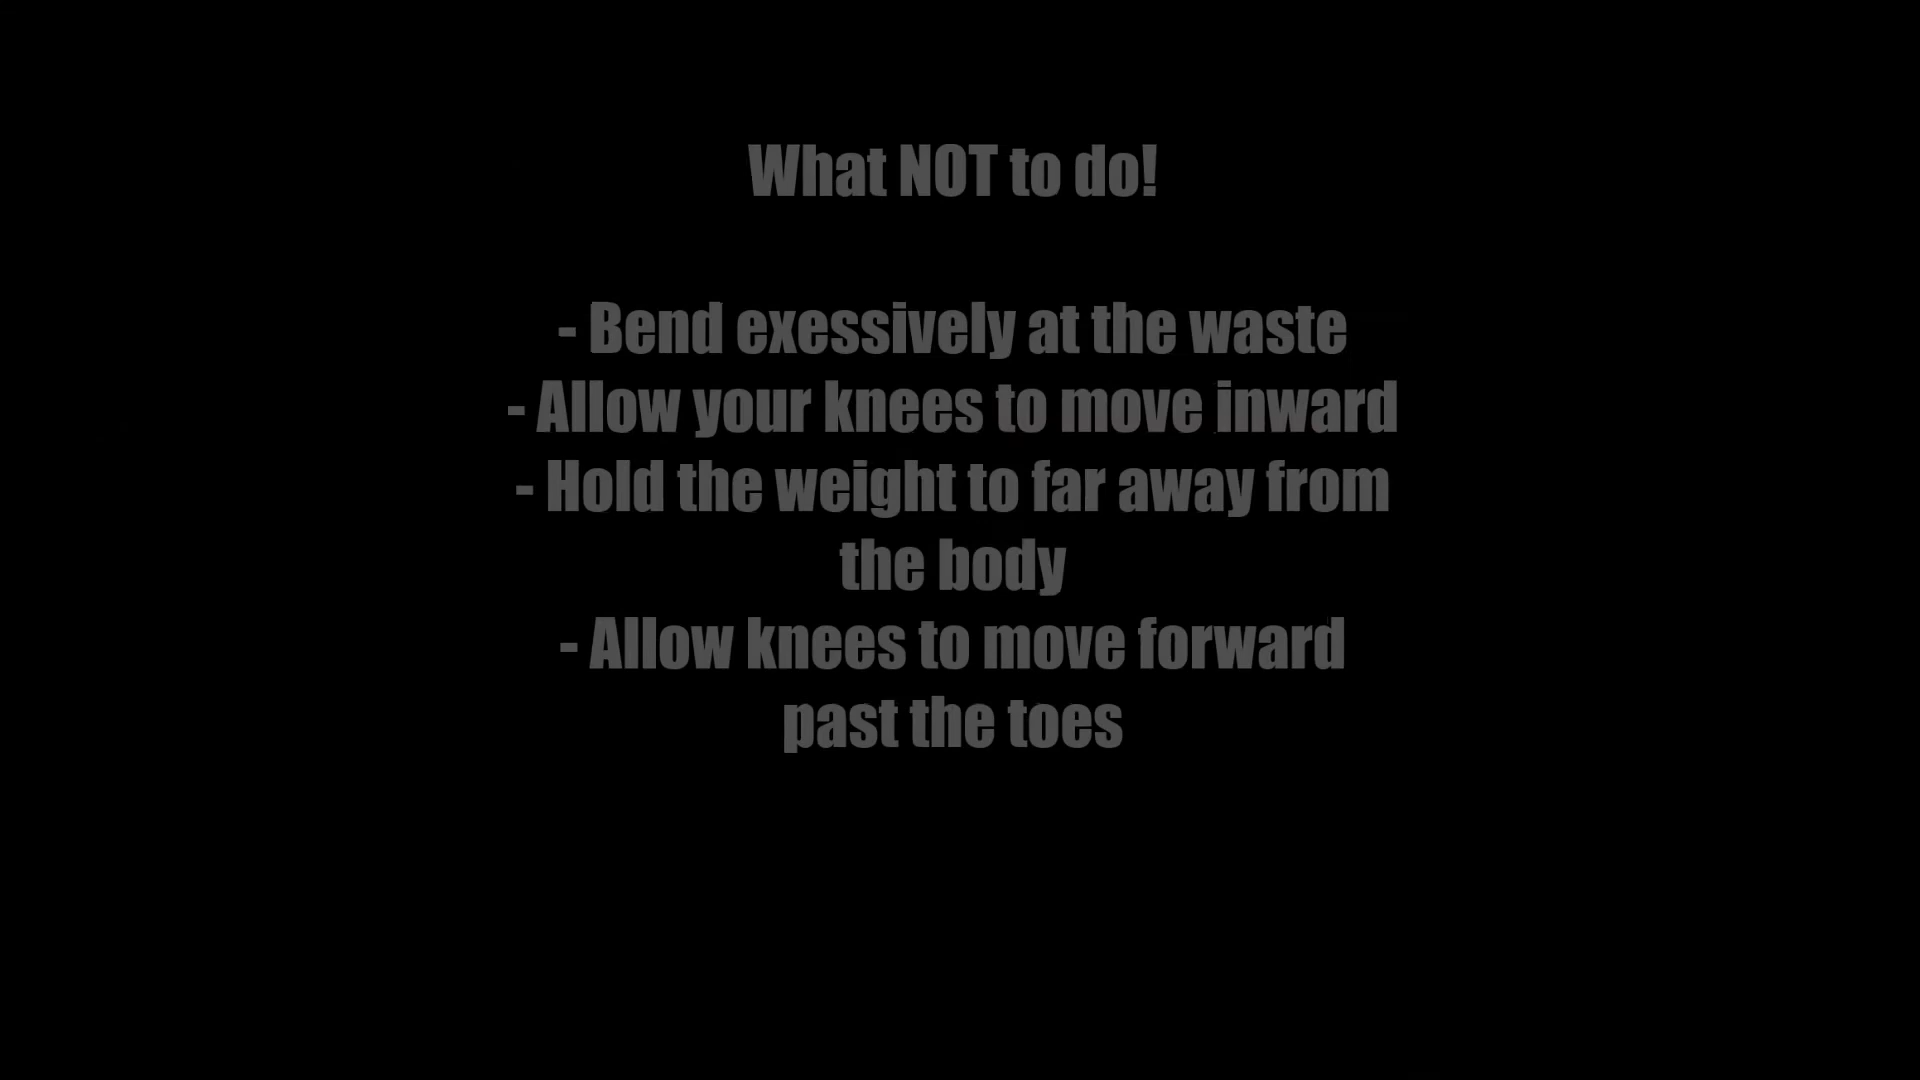 What NOT to do!
- Bend exessively at the waste
- Allow your knees to move inward
- Hold the weight to far away from
the body
- Allow knees to move forward
past the toes